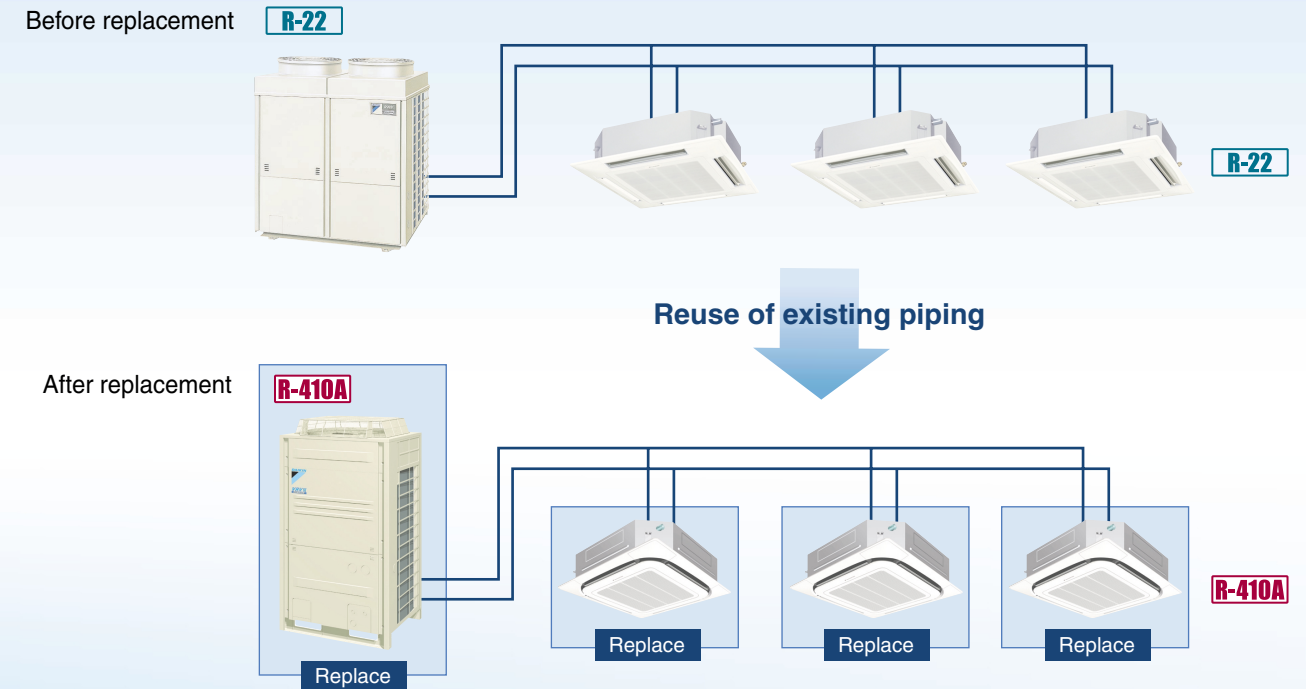 Before replacement
R-22
R-22
Reuse of existing piping
After replacement
R-410A
R-410A
Replace
Replace
Replace
Replace